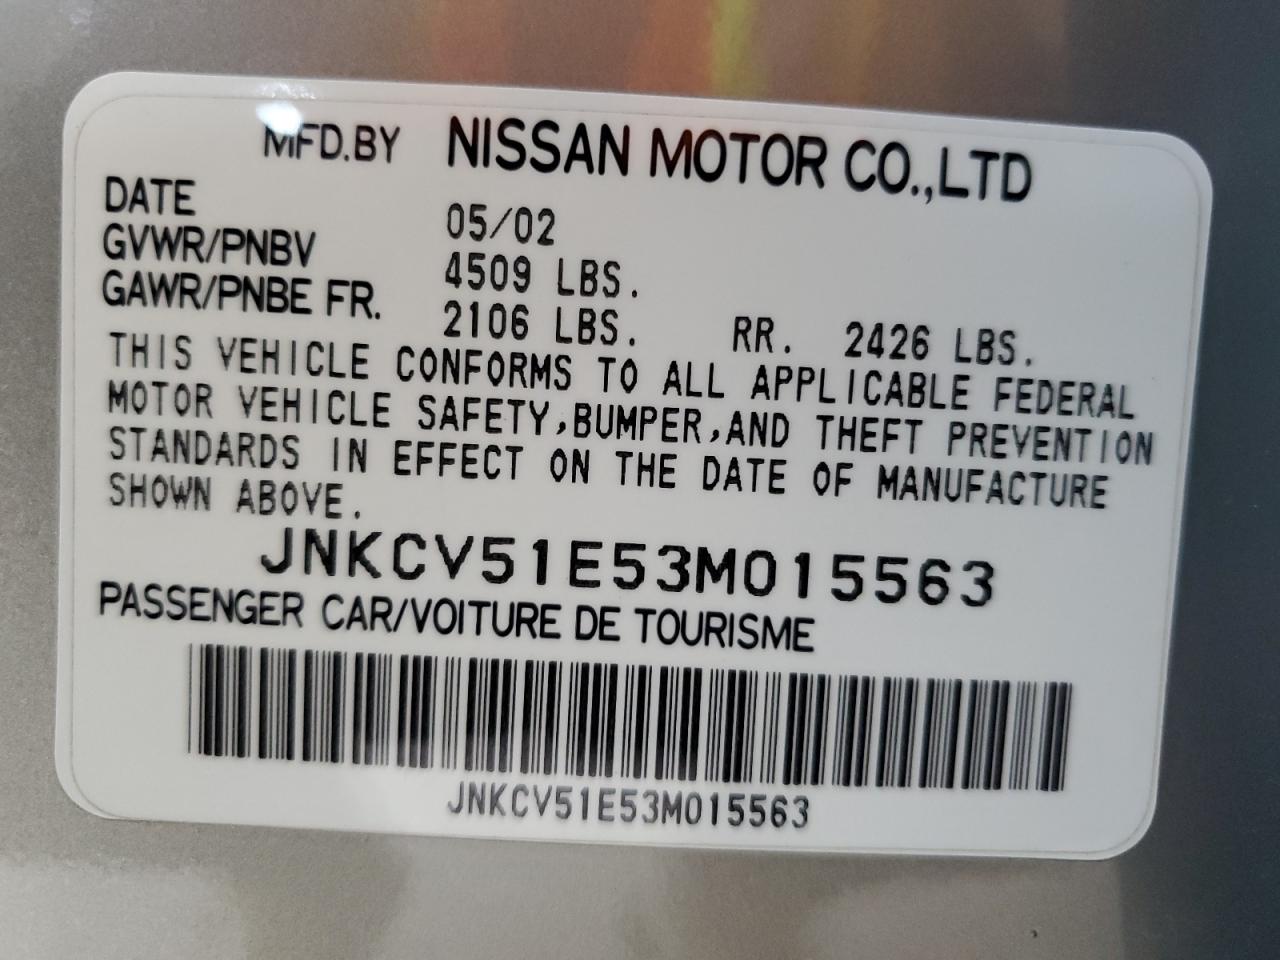 MFD.BY NISSAN MOTOR CO.,LTD
DATE 05/02
GVWR/PNBV 4509 LBS.
GAWR/PNBE FR. 2106 LBS. RR. 2426 LBS.
THIS VEHICLE CONFORMS TO ALL APPLICABLE FEDERAL
MOTOR VEHICLE SAFETY,BUMPER,AND THEFT PREVENTION
STANDARDS IN EFFECT ON THE DATE OF MANUFACTURE
SHOWN ABOVE.
JNKCV51E53M015563
PASSENGER CAR/VOITURE DE TOURISME
JNKCV51E53M015563